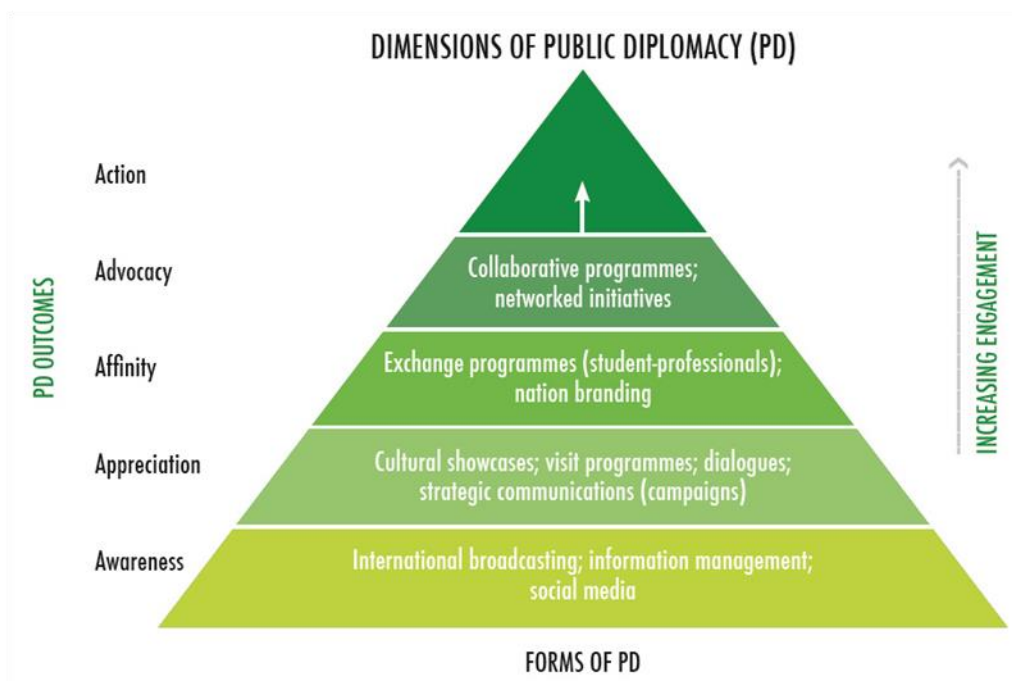 DIMENSIONS OF PUBLIC DIPLOMACY (PD)
Action
Advocacy
Collaborative programmes;
networked initiatives
Affinity
Exchange programmes (student-professionals);
nation branding
Appreciation
Cultural showcases; visit programmes; dialogues;
strategic communications (campaigns)
Awareness
International broadcasting; information management;
social media
PD OUTCOMES
INCREASING ENGAGEMENT
FORMS OF PD